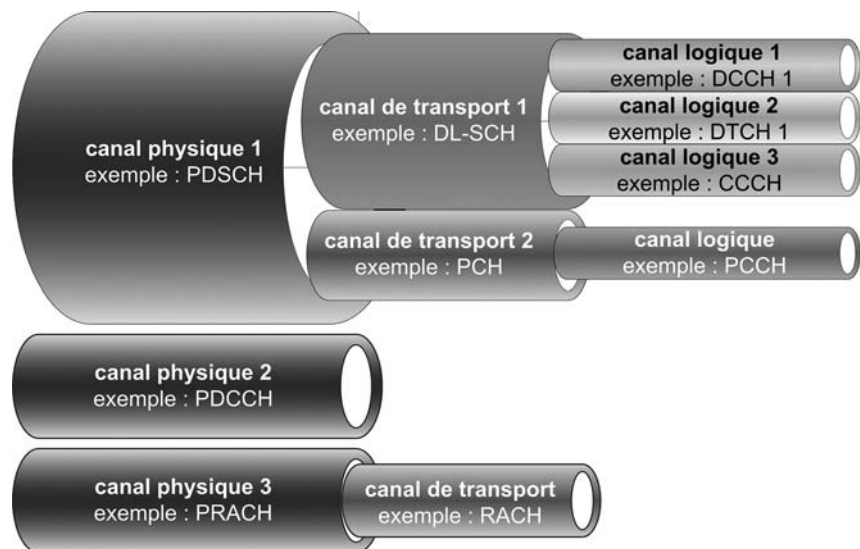 canal physique 1
exemple : PDSCH
canal de transport 1
exemple : DL-SCH
canal logique 1
exemple : DCCH 1
canal logique 2
exemple : DTCH 1
canal logique 3
exemple : CCCH
canal de transport 2
exemple : PCH
canal logique
exemple : PCCH
canal physique 2
exemple : PDCCH
canal physique 3
exemple : PRACH
canal de transport
exemple : RACH